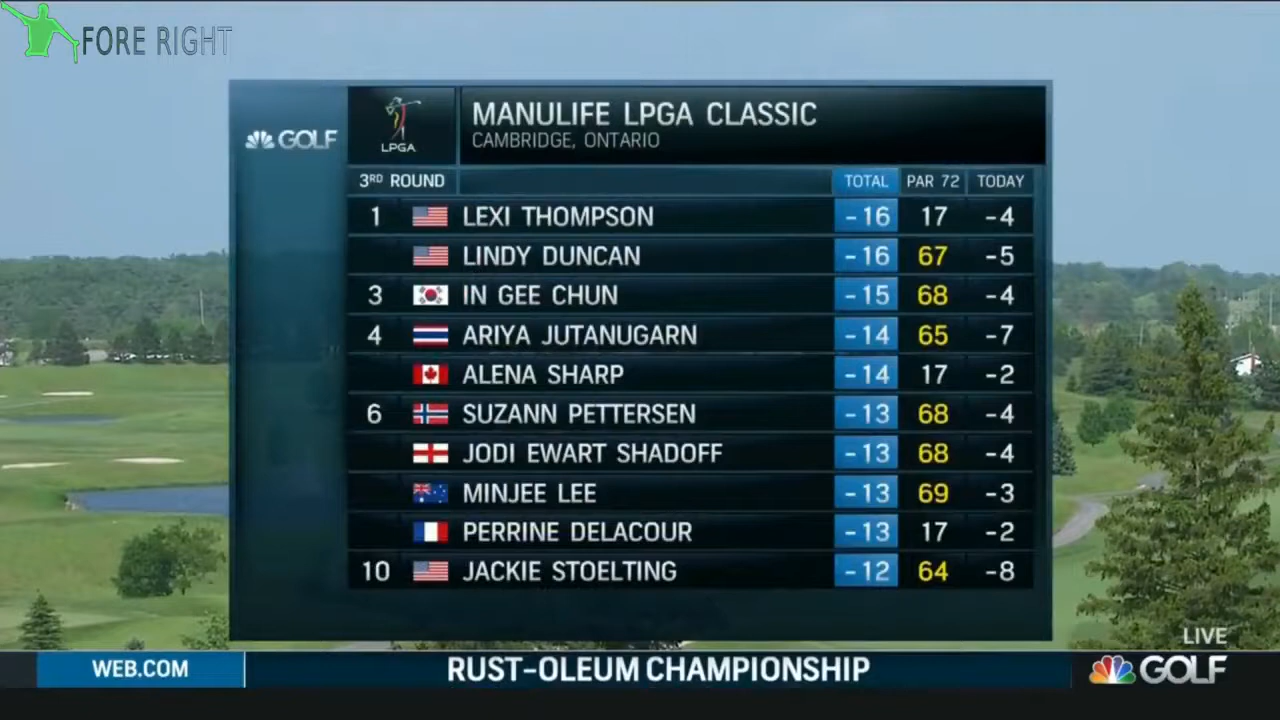 FORE RIGHT
GOLF
LPGA
MANULIFE LPGA CLASSIC
CAMBRIDGE, ONTARIO
3RD ROUND TOTAL PAR 72 TODAY
1 LEXI THOMPSON -16 17 -4
LINDY DUNCAN -16 67 -5
3 IN GEE CHUN -15 68 -4
4 ARIYA JUTANUGARN -14 65 -7
ALENA SHARP -14 17 -2
6 SUZANN PETTERSEN -13 68 -4
JODI EWART SHADOFF -13 68 -4
MINJEE LEE -13 69 -3
PERRINE DELACOUR -13 17 -2
10 JACKIE STOELTING -12 64 -8
LIVE
WEB.COM RUST-OLEUM CHAMPIONSHIP GOLF